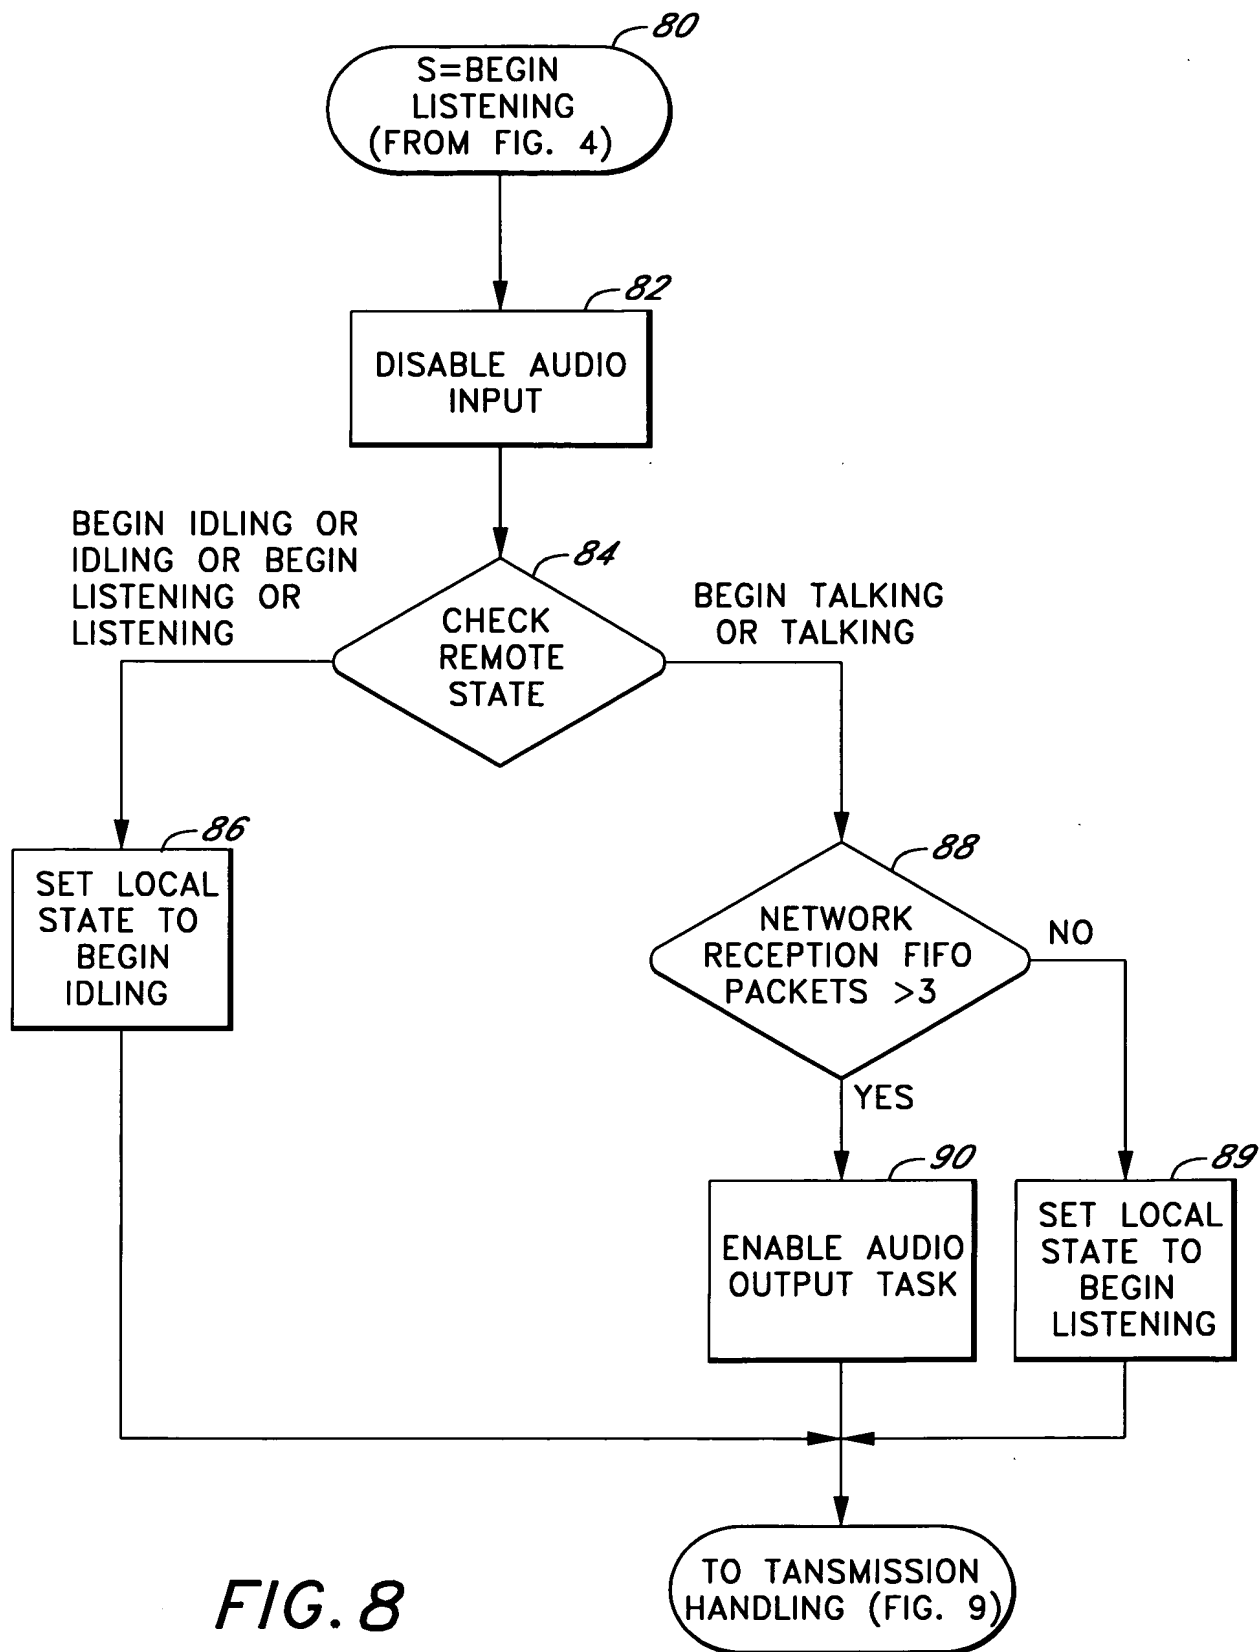 80
S=BEGIN
LISTENING
(FROM FIG. 4)
82
DISABLE AUDIO
INPUT
BEGIN IDLING OR
IDLING OR BEGIN
LISTENING OR
LISTENING
84
CHECK
REMOTE
STATE
BEGIN TALKING
OR TALKING
86
SET LOCAL
STATE TO
BEGIN
IDLING
88
NETWORK
RECEPTION FIFO
PACKETS >3
NO
YES
90
ENABLE AUDIO
OUTPUT TASK
89
SET LOCAL
STATE TO
BEGIN
LISTENING
TO TANSMISSION
HANDLING (FIG. 9)
FIG. 8